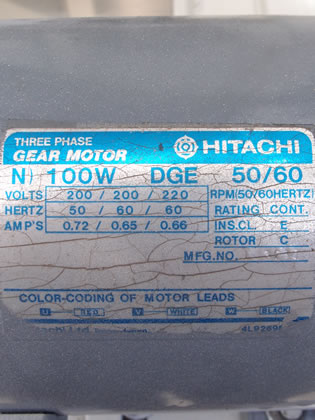 THREE PHASE
GEAR MOTOR HITACHI
N) 100W DGE 50/60
VOLTS 200 / 200 / 220 RPM(50/60HERTZ)
HERTZ 50 / 60 / 60 RATING CONT.
AMP'S 0.72 / 0.65 / 0.66 INS.CL. E
ROTOR C
MFG.NO.
COLOR-CODING OF MOTOR LEADS
U RED V WHITE W BLACK
Ltd.